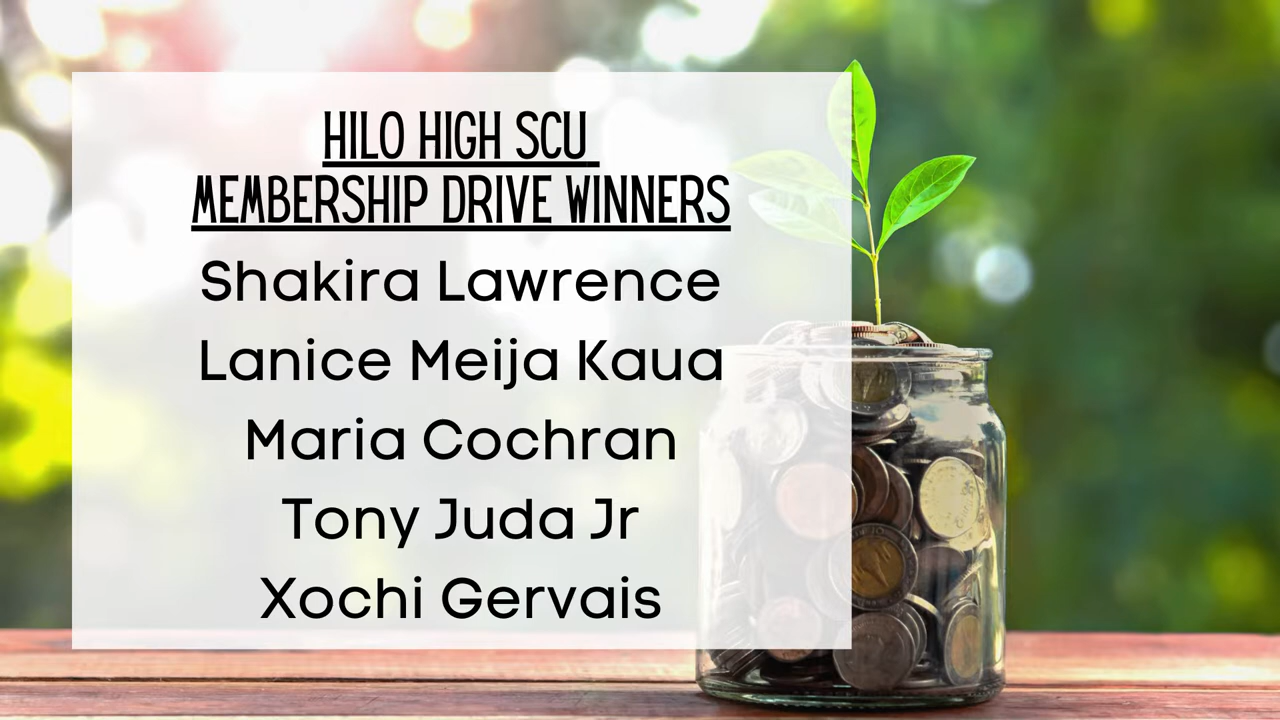 HILO HIGH SCU
MEMBERSHIP DRIVE WINNERS
Shakira Lawrence
Lanice Meija Kaua
Maria Cochran
Tony Juda Jr
Xochi Gervais